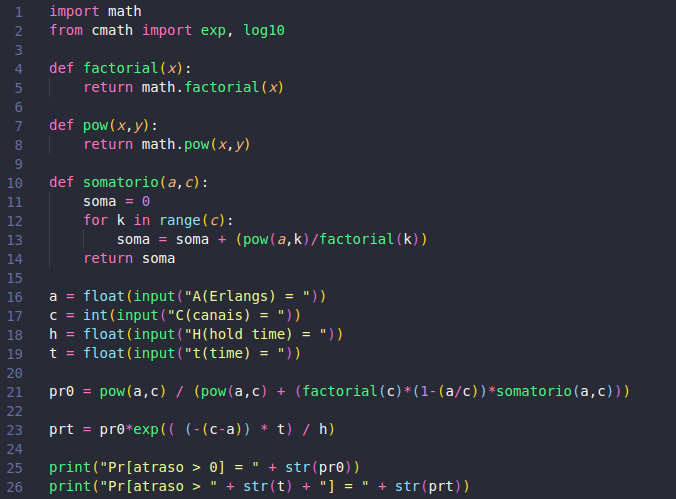 1 import math
2 from cmath import exp, log10
3
4 def factorial(x):
5     return math.factorial(x)
6
7 def pow(x,y):
8     return math.pow(x,y)
9
10 def somatorio(a,c):
11     soma = 0
12     for k in range(c):
13         soma = soma + (pow(a,k)/factorial(k))
14     return soma
15
16 a = float(input("A(Erlangs) = "))
17 c = int(input("C(canais) = "))
18 h = float(input("H(hold time) = "))
19 t = float(input("t(time) = "))
20
21 pr0 = pow(a,c) / (pow(a,c) + (factorial(c)*(1-(a/c))*somatorio(a,c)))
22
23 prt = pr0*exp(( (-(c-a)) * t) / h)
24
25 print("Pr[atraso > 0] = " + str(pr0))
26 print("Pr[atraso > " + str(t) + "] = " + str(prt))